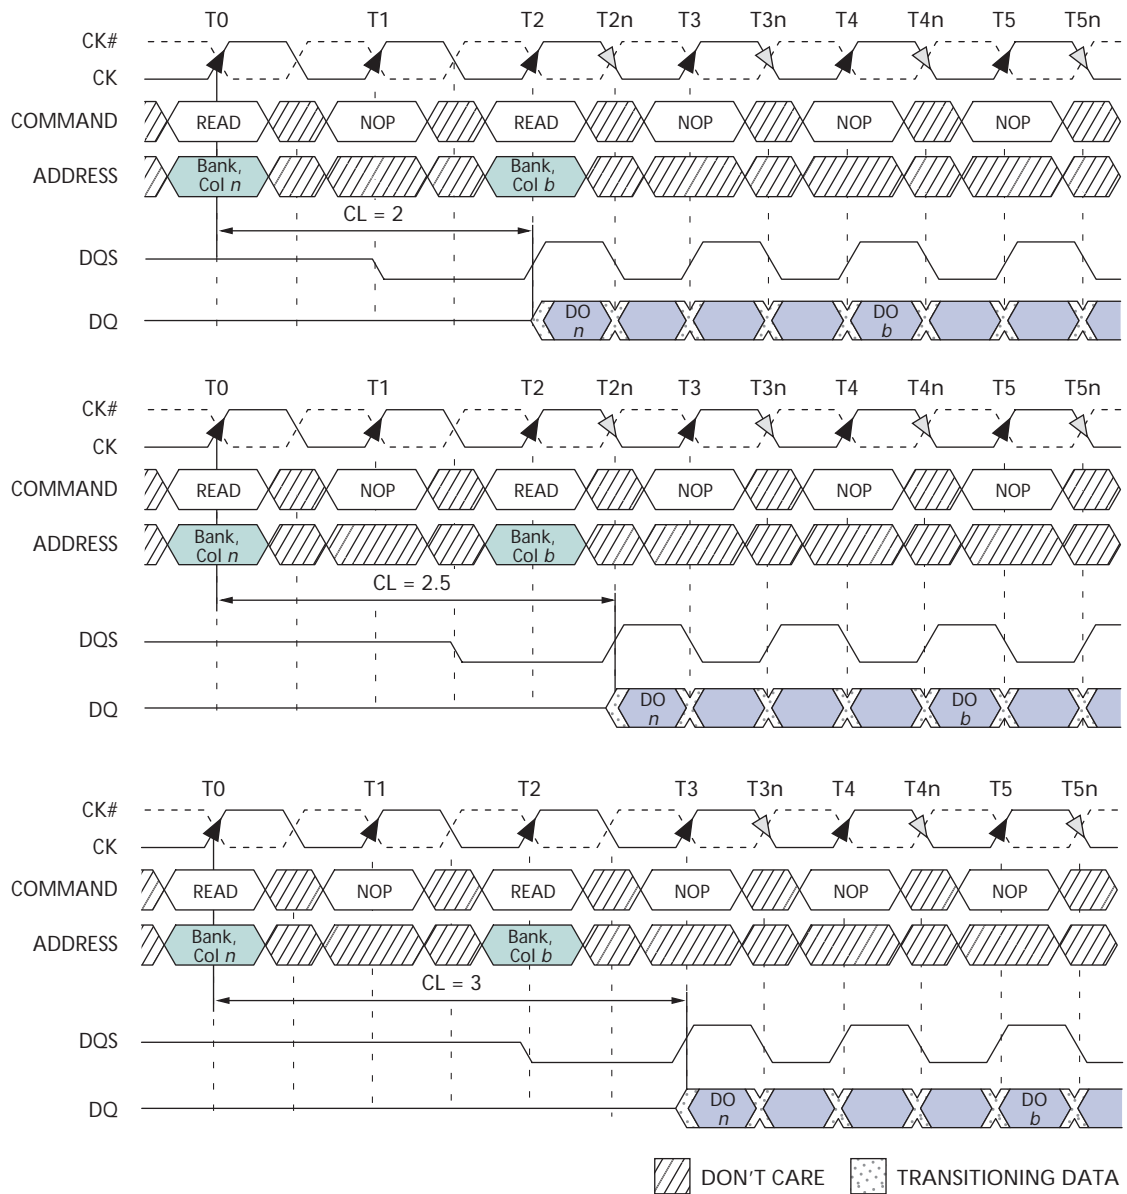 T0 T1 T2 T2n T3 T3n T4 T4n T5 T5n
CK#
CK
COMMAND READ NOP READ NOP NOP NOP
ADDRESS Bank, Col n Bank, Col b
CL = 2
DQS
DQ DO n DO b
T0 T1 T2 T2n T3 T3n T4 T4n T5 T5n
CK#
CK
COMMAND READ NOP READ NOP NOP NOP
ADDRESS Bank, Col n Bank, Col b
CL = 2.5
DQS
DQ DO n DO b
T0 T1 T2 T3 T3n T4 T4n T5 T5n
CK#
CK
COMMAND READ NOP READ NOP NOP NOP
ADDRESS Bank, Col n Bank, Col b
CL = 3
DQS
DQ DO n DO b
DON'T CARE TRANSITIONING DATA